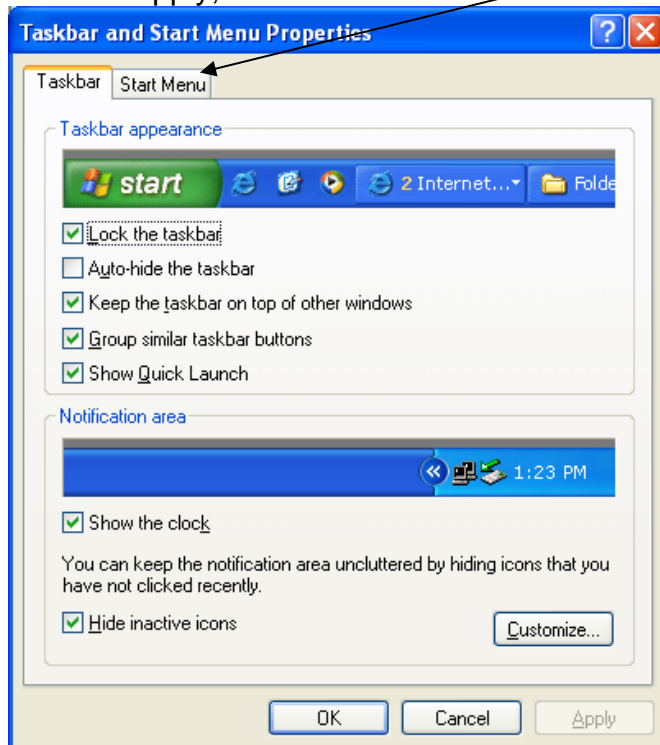 Taskbar and Start Menu Properties
Taskbar Start Menu
Taskbar appearance
start 2 Internet... Folde
Lock the taskbar
Auto-hide the taskbar
Keep the taskbar on top of other windows
Group similar taskbar buttons
Show Quick Launch
Notification area
1:23 PM
Show the clock
You can keep the notification area uncluttered by hiding icons that you
have not clicked recently.
Hide inactive icons
Customize...
OK Cancel Apply